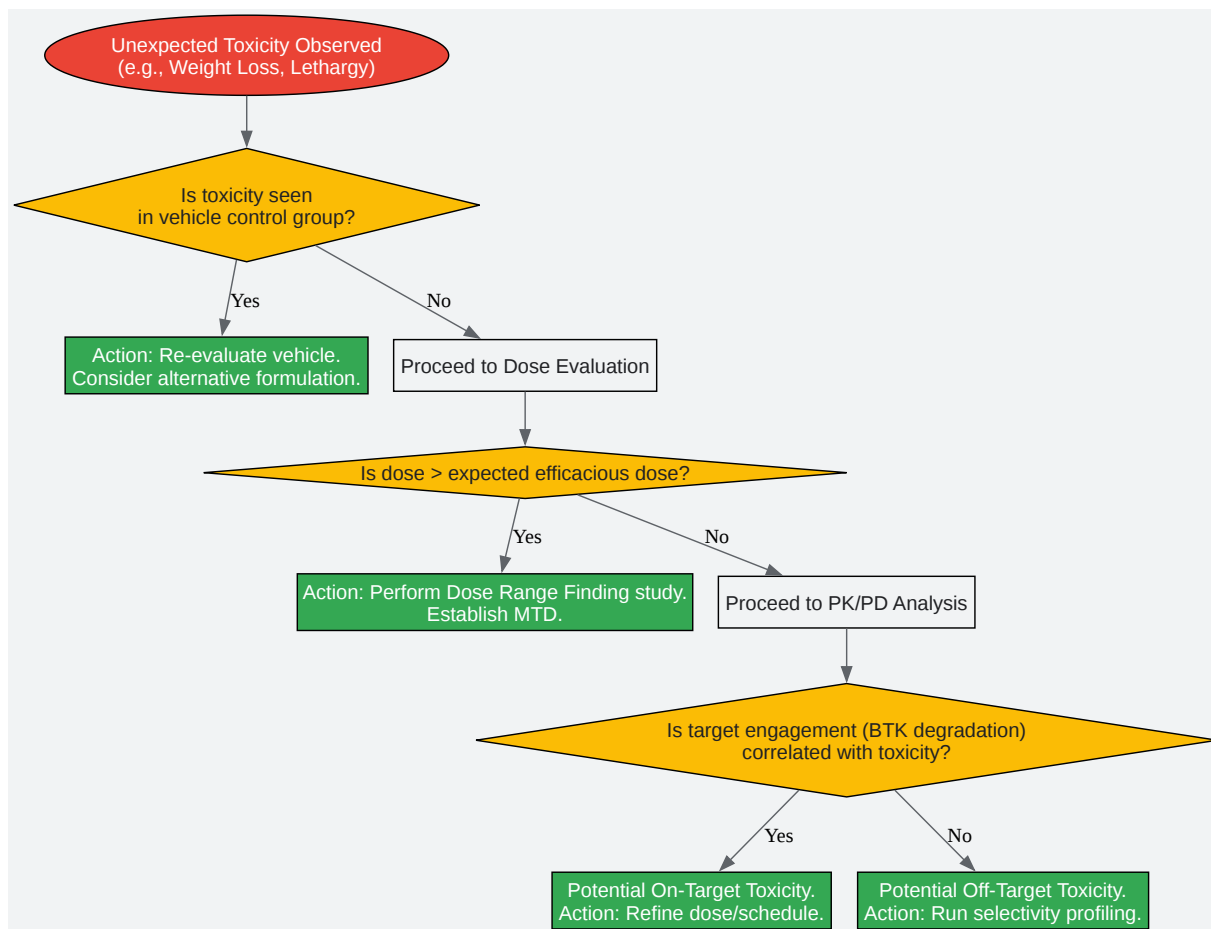 Unexpected Toxicity Observed
(e.g., Weight Loss, Lethargy)
Is toxicity seen
in vehicle control group?
Yes
No
Action: Re-evaluate vehicle.
Consider alternative formulation.
Proceed to Dose Evaluation
Is dose > expected efficacious dose?
Yes
No
Action: Perform Dose Range Finding study.
Establish MTD.
Proceed to PK/PD Analysis
Is target engagement (BTK degradation)
correlated with toxicity?
Yes
No
Potential On-Target Toxicity.
Action: Refine dose/schedule.
Potential Off-Target Toxicity.
Action: Run selectivity profiling.